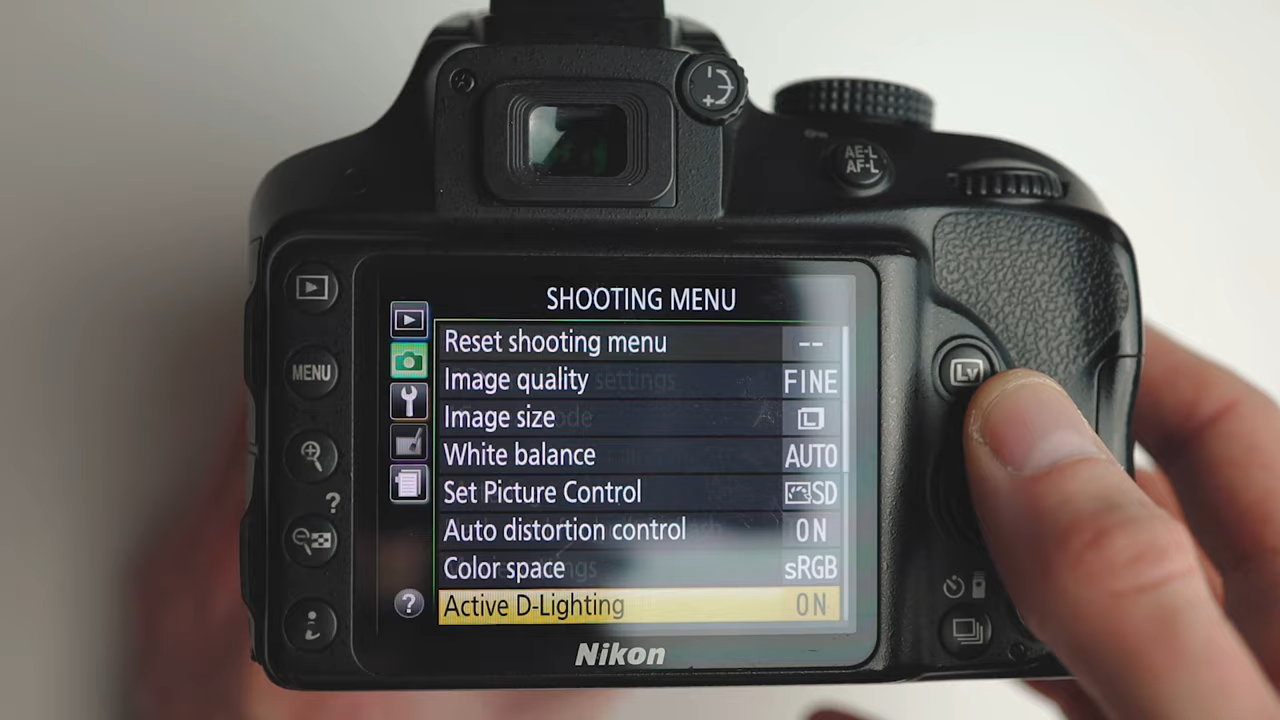 AE-L
AF-L
SHOOTING MENU
Reset shooting menu --
Image quality FINE
Image size L
White balance AUTO
Set Picture Control SD
Auto distortion control ON
Color space sRGB
Active D-Lighting ON
MENU
?
?
i
Lv
Nikon